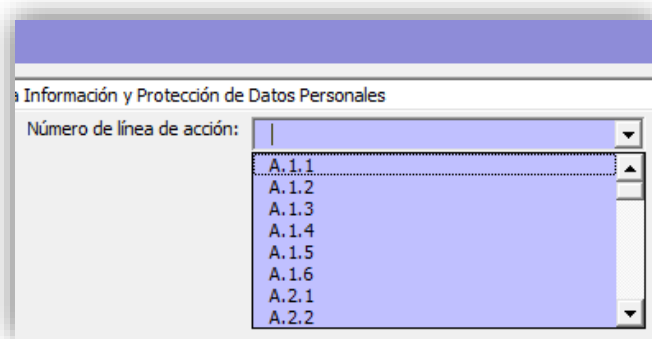 Información y Protección de Datos Personales
Número de línea de acción:
A.1.1
A.1.2
A.1.3
A.1.4
A.1.5
A.1.6
A.2.1
A.2.2